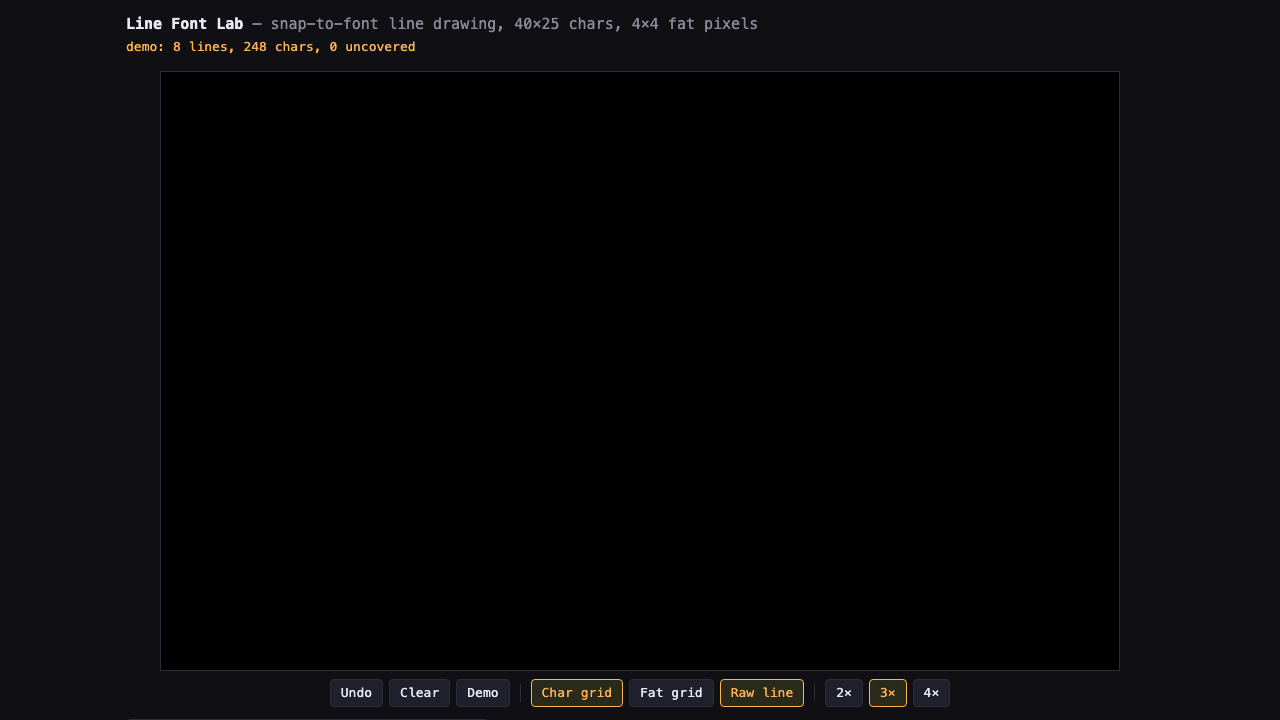 Line Font Lab — snap-to-font line drawing, 40×25 chars, 4×4 fat pixels
demo: 8 lines, 248 chars, 0 uncovered
Undo Clear Demo Char grid Fat grid Raw line 2× 3× 4×